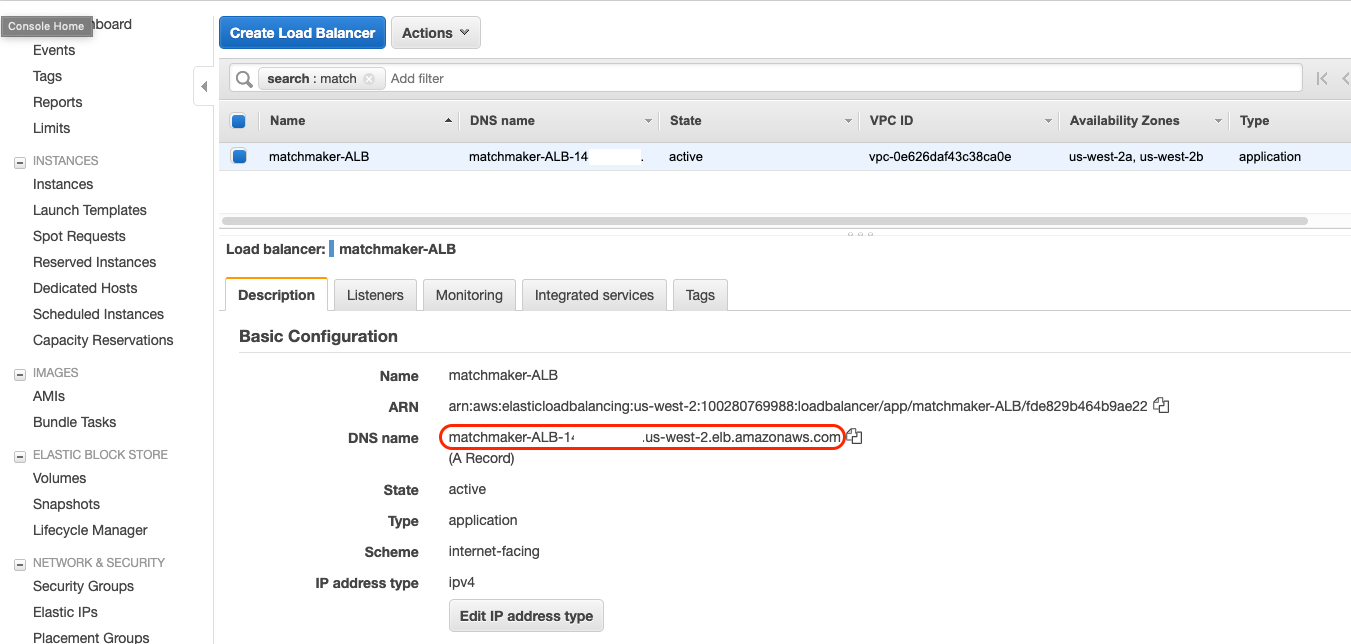 Console Home
board
Events
Tags
Reports
Limits
INSTANCES
Instances
Launch Templates
Spot Requests
Reserved Instances
Dedicated Hosts
Scheduled Instances
Capacity Reservations
IMAGES
AMIs
Bundle Tasks
ELASTIC BLOCK STORE
Volumes
Snapshots
Lifecycle Manager
NETWORK & SECURITY
Security Groups
Elastic IPs
Placement Groups
Create Load Balancer Actions
search : match Add filter
Name DNS name State VPC ID Availability Zones Type
matchmaker-ALB matchmaker-ALB-14 . active vpc-0e626daf43c38ca0e us-west-2a, us-west-2b application
Load balancer: matchmaker-ALB
Description Listeners Monitoring Integrated services Tags
Basic Configuration
Name matchmaker-ALB
ARN arn:aws:elasticloadbalancing:us-west-2:100280769988:loadbalancer/app/matchmaker-ALB/fde829b464b9ae22
DNS name matchmaker-ALB-14 .us-west-2.elb.amazonaws.com
(A Record)
State active
Type application
Scheme internet-facing
IP address type ipv4
Edit IP address type